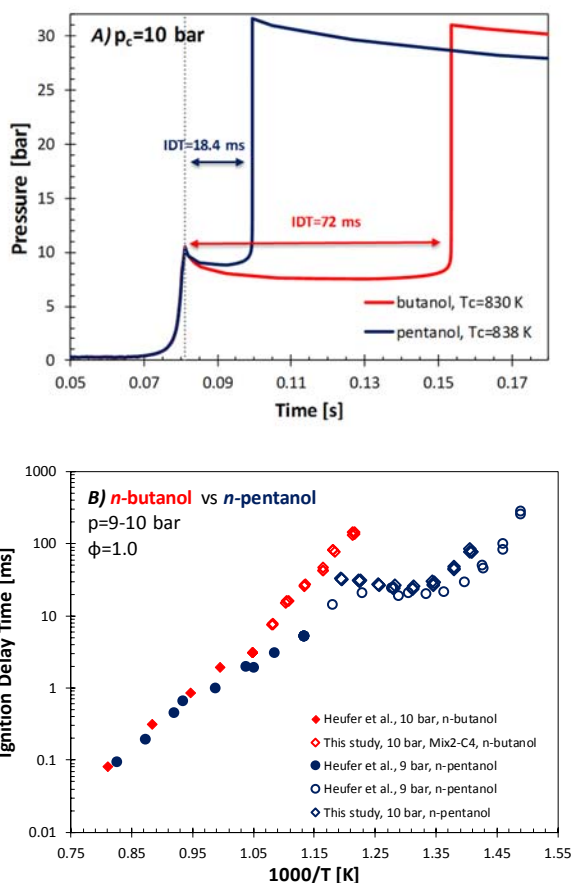 A) pc=10 bar
35
30
25
20
15
10
5
0
Pressure [bar]
IDT=18.4 ms
IDT=72 ms
butanol, Tc=830 K
pentanol, Tc=838 K
0.05 0.07 0.09 0.11 0.13 0.15 0.17
Time [s]
B) n-butanol vs n-pentanol
p=9-10 bar
ϕ=1.0
1000
100
10
1
0.1
0.01
Ignition Delay Time [ms]
Heufer et al., 10 bar, n-butanol
This study, 10 bar, Mix2-C4, n-butanol
Heufer et al., 9 bar, n-pentanol
Heufer et al., 9 bar, n-pentanol
This study, 10 bar, n-pentanol
0.75 0.85 0.95 1.05 1.15 1.25 1.35 1.45 1.55
1000/T [K]